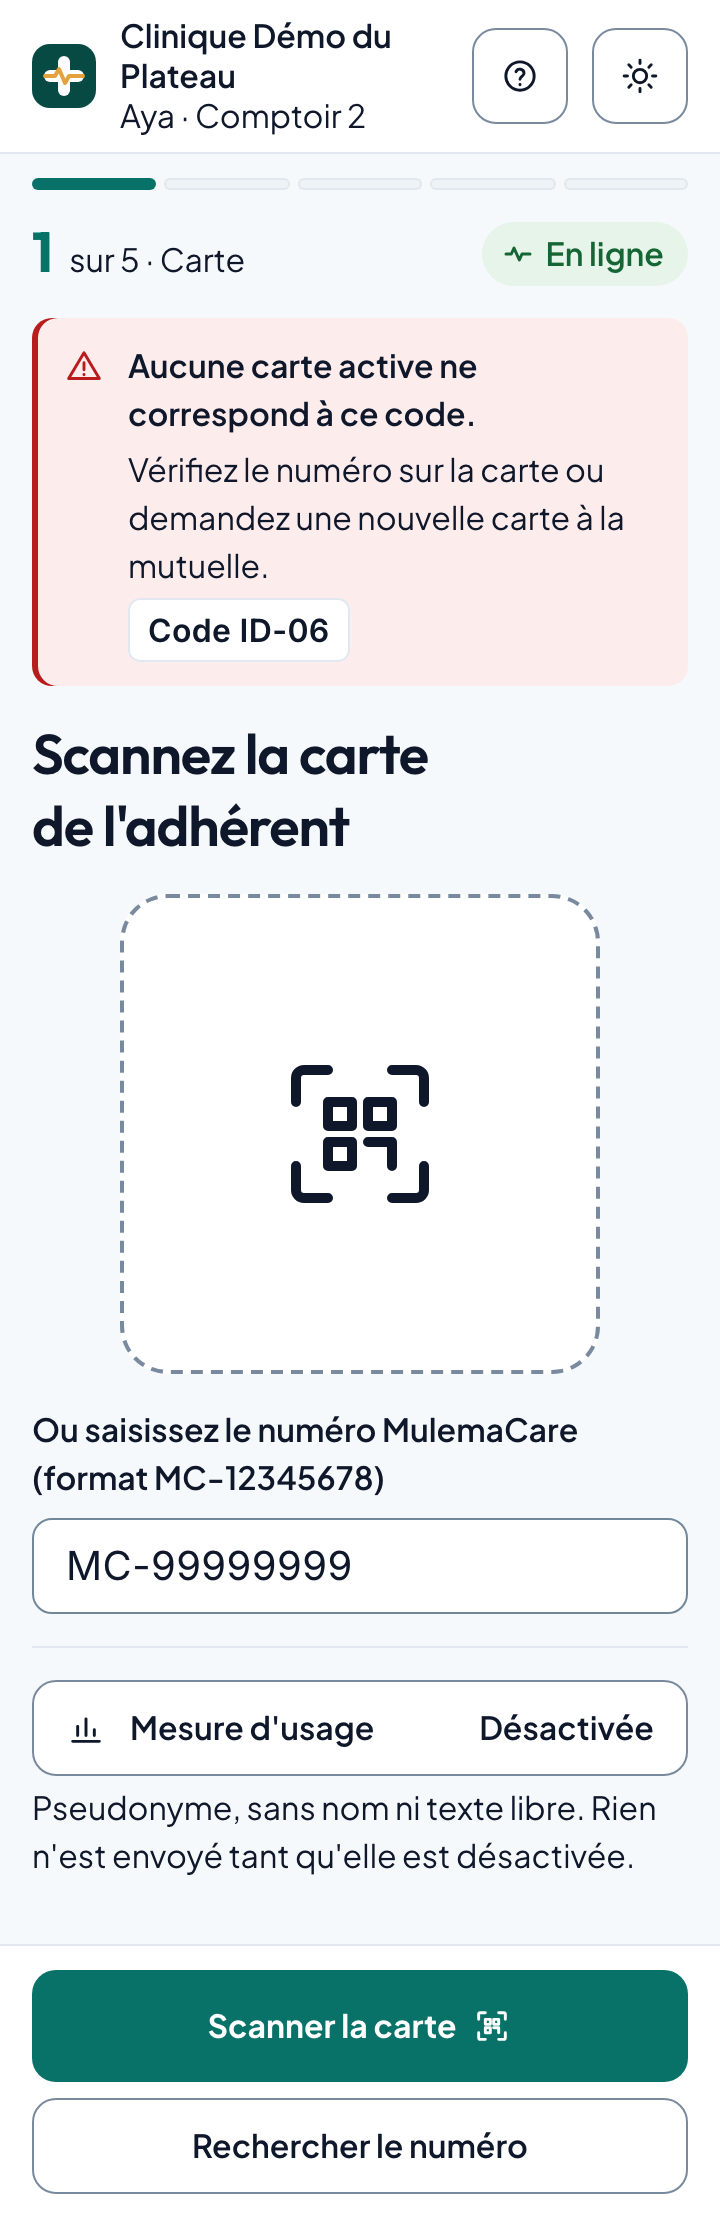 Clinique Démo du
Plateau
Aya · Comptoir 2
1 sur 5 · Carte
En ligne
Aucune carte active ne
correspond à ce code.
Vérifiez le numéro sur la carte ou
demandez une nouvelle carte à la
mutuelle.
Code ID-06
Scannez la carte
de l'adhérent
Ou saisissez le numéro MulemaCare
(format MC-12345678)
MC-99999999
Mesure d'usage
Désactivée
Pseudonyme, sans nom ni texte libre. Rien
n'est envoyé tant qu'elle est désactivée.
Scanner la carte
Rechercher le numéro